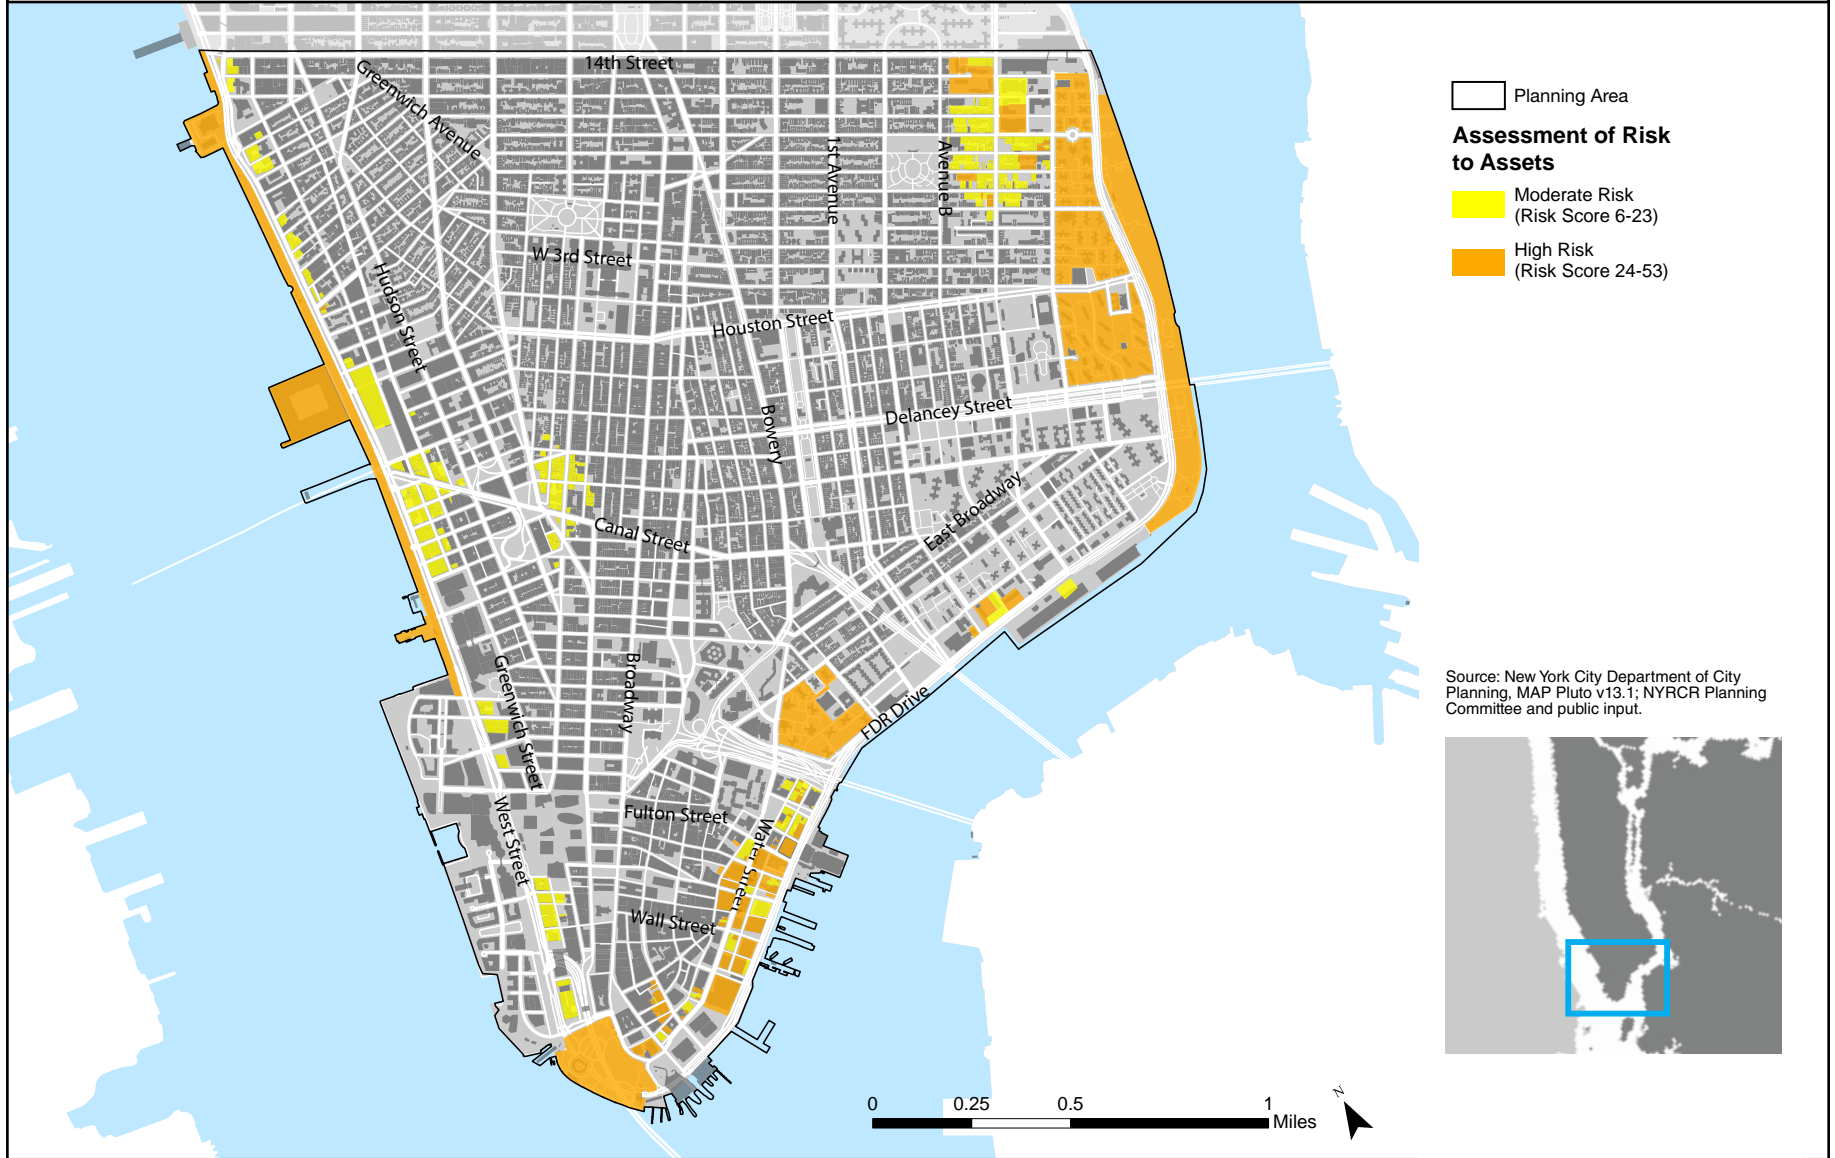 14th Street
Greenwich Avenue
1st Avenue
Avenue B
W 3rd Street
Hudson Street
Houston Street
Bowery
Delancey Street
East Broadway
Canal Street
Greenwich Street
Broadway
FDR Drive
West Street
Fulton Street
Water Street
Wall Street
0 0.25 0.5 1
Miles
N
Planning Area
Assessment of Risk
to Assets
Moderate Risk
(Risk Score 6-23)
High Risk
(Risk Score 24-53)
Source: New York City Department of City
Planning, MAP Pluto v13.1; NYRCR Planning
Committee and public input.